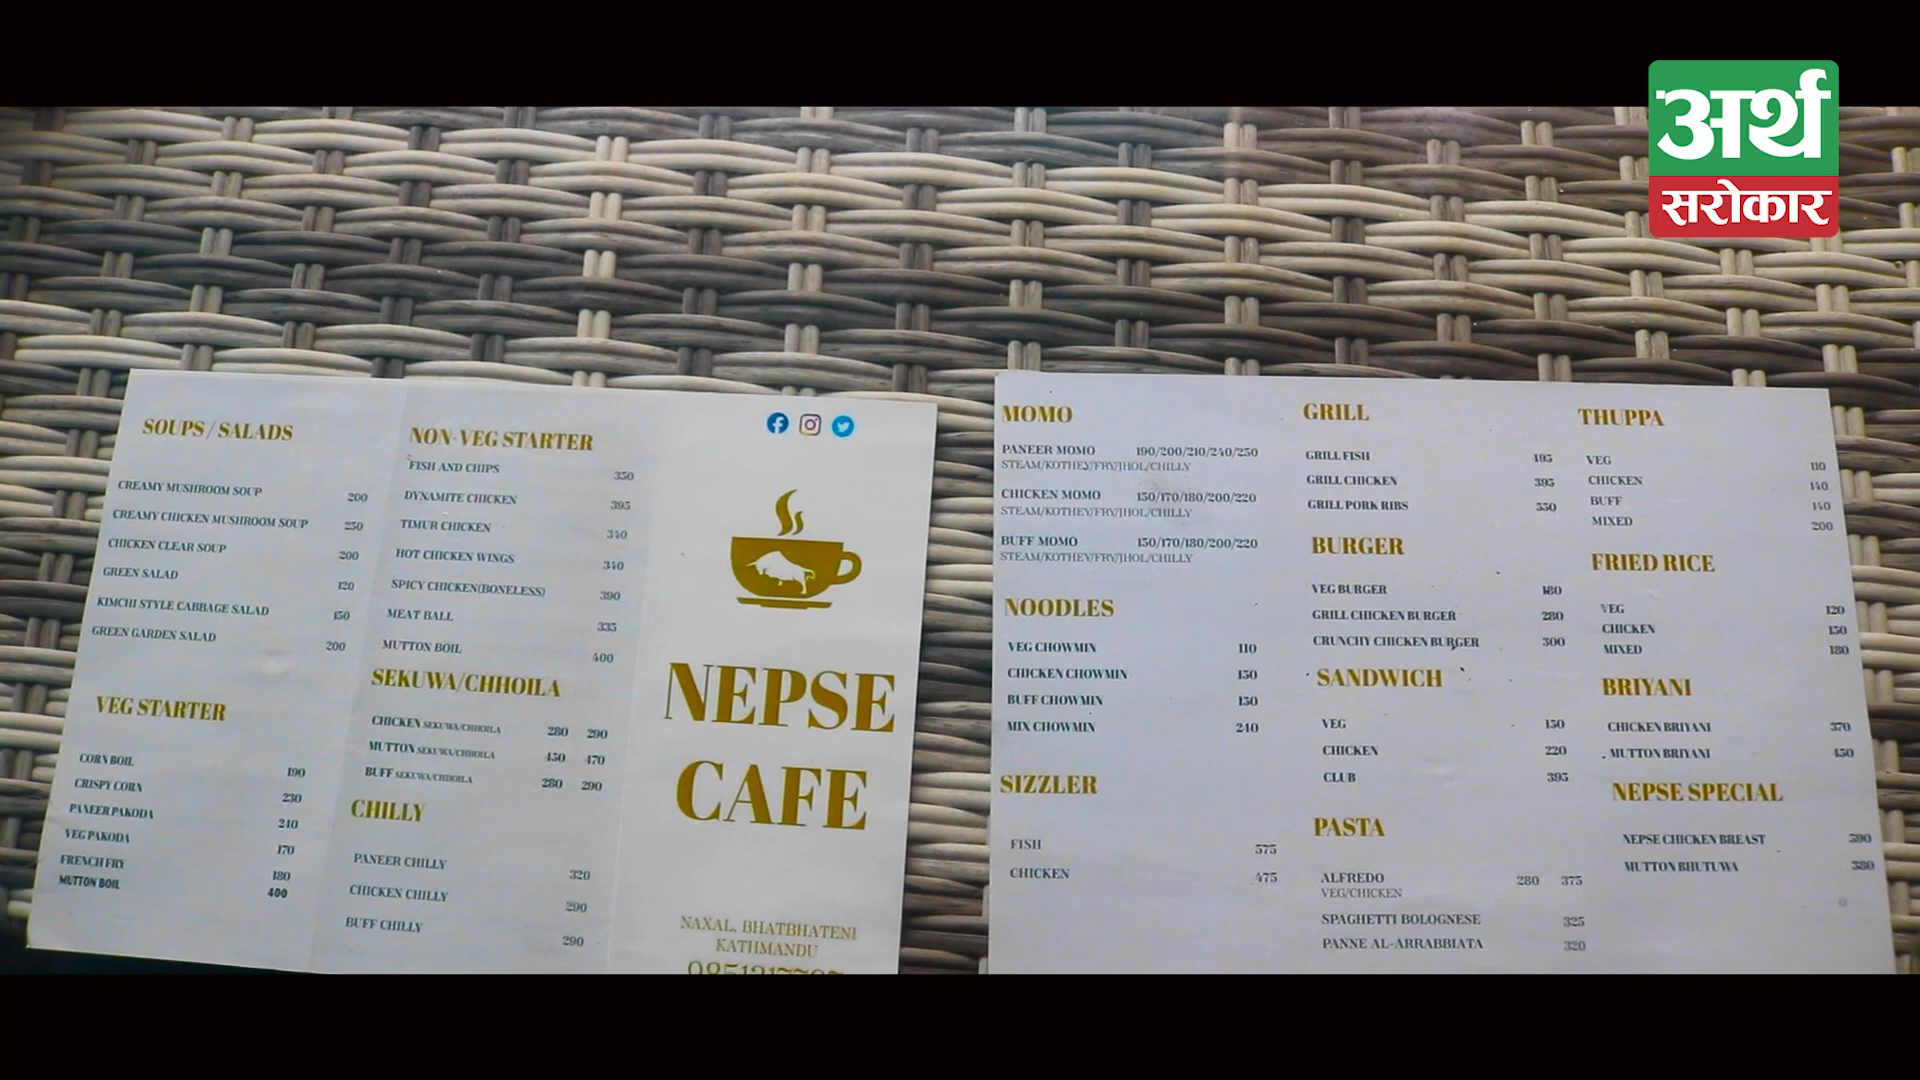 अर्थ
सरोकार
SOUPS / SALADS
CREAMY MUSHROOM SOUP 200
CREAMY CHICKEN MUSHROOM SOUP 250
CHICKEN CLEAR SOUP 200
GREEN SALAD 120
KIMCHI STYLE CABBAGE SALAD 150
GREEN GARDEN SALAD 200
VEG STARTER
CORN BOIL 190
CRISPY CORN 230
PANEER PAKODA 240
VEG PAKODA 170
FRENCH FRY 180
MUTTON BOIL 400
NON-VEG STARTER
FISH AND CHIPS 350
DYNAMITE CHICKEN 395
TIMUR CHICKEN 340
HOT CHICKEN WINGS 340
SPICY CHICKEN(BONELESS) 390
MEAT BALL 335
MUTTON BOIL 400
SEKUWA/CHHOILA
CHICKEN SEKUWA/CHHOILA 280 290
MUTTON SEKUWA/CHHOILA 450 470
BUFF SEKUWA/CHHOILA 280 290
CHILLY
PANEER CHILLY 320
CHICKEN CHILLY 290
BUFF CHILLY 290
NEPSE
CAFE
NAXAL, BHATBHATENI
KATHMANDU
MOMO
PANEER MOMO 190/200/210/240/250
STEAM/KOTHEY/FRY/JHOL/CHILLY
CHICKEN MOMO 150/170/180/200/220
STEAM/KOTHEY/FRY/JHOL/CHILLY
BUFF MOMO 150/170/180/200/220
STEAM/KOTHEY/FRY/JHOL/CHILLY
NOODLES
VEG CHOWMIN 110
CHICKEN CHOWMIN 150
BUFF CHOWMIN 150
MIX CHOWMIN 240
SIZZLER
FISH 575
CHICKEN 475
GRILL
GRILL FISH 495
GRILL CHICKEN 395
GRILL PORK RIBS 550
BURGER
VEG BURGER 180
GRILL CHICKEN BURGER 280
CRUNCHY CHICKEN BURGER 300
SANDWICH
VEG 150
CHICKEN 220
CLUB 395
PASTA
ALFREDO 280 375
VEG/CHICKEN
SPAGHETTI BOLOGNESE 325
PANNE AL-ARRABBIATA 320
THUPPA
VEG 110
CHICKEN 140
BUFF 140
MIXED 200
FRIED RICE
VEG 120
CHICKEN 150
MIXED 180
BRIYANI
CHICKEN BRIYANI 370
MUTTON BRIYANI 450
NEPSE SPECIAL
NEPSE CHICKEN BREAST 590
MUTTON BHUTUWA 380